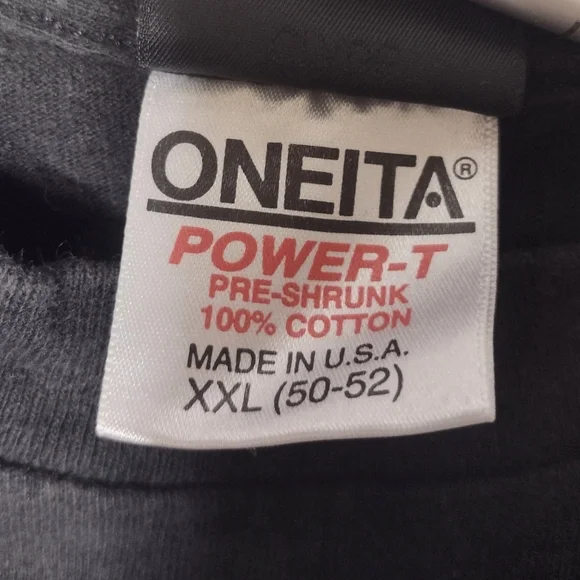 ONEITA®
POWER-T
PRE-SHRUNK
100% COTTON
MADE IN U.S.A.
XXL (50-52)